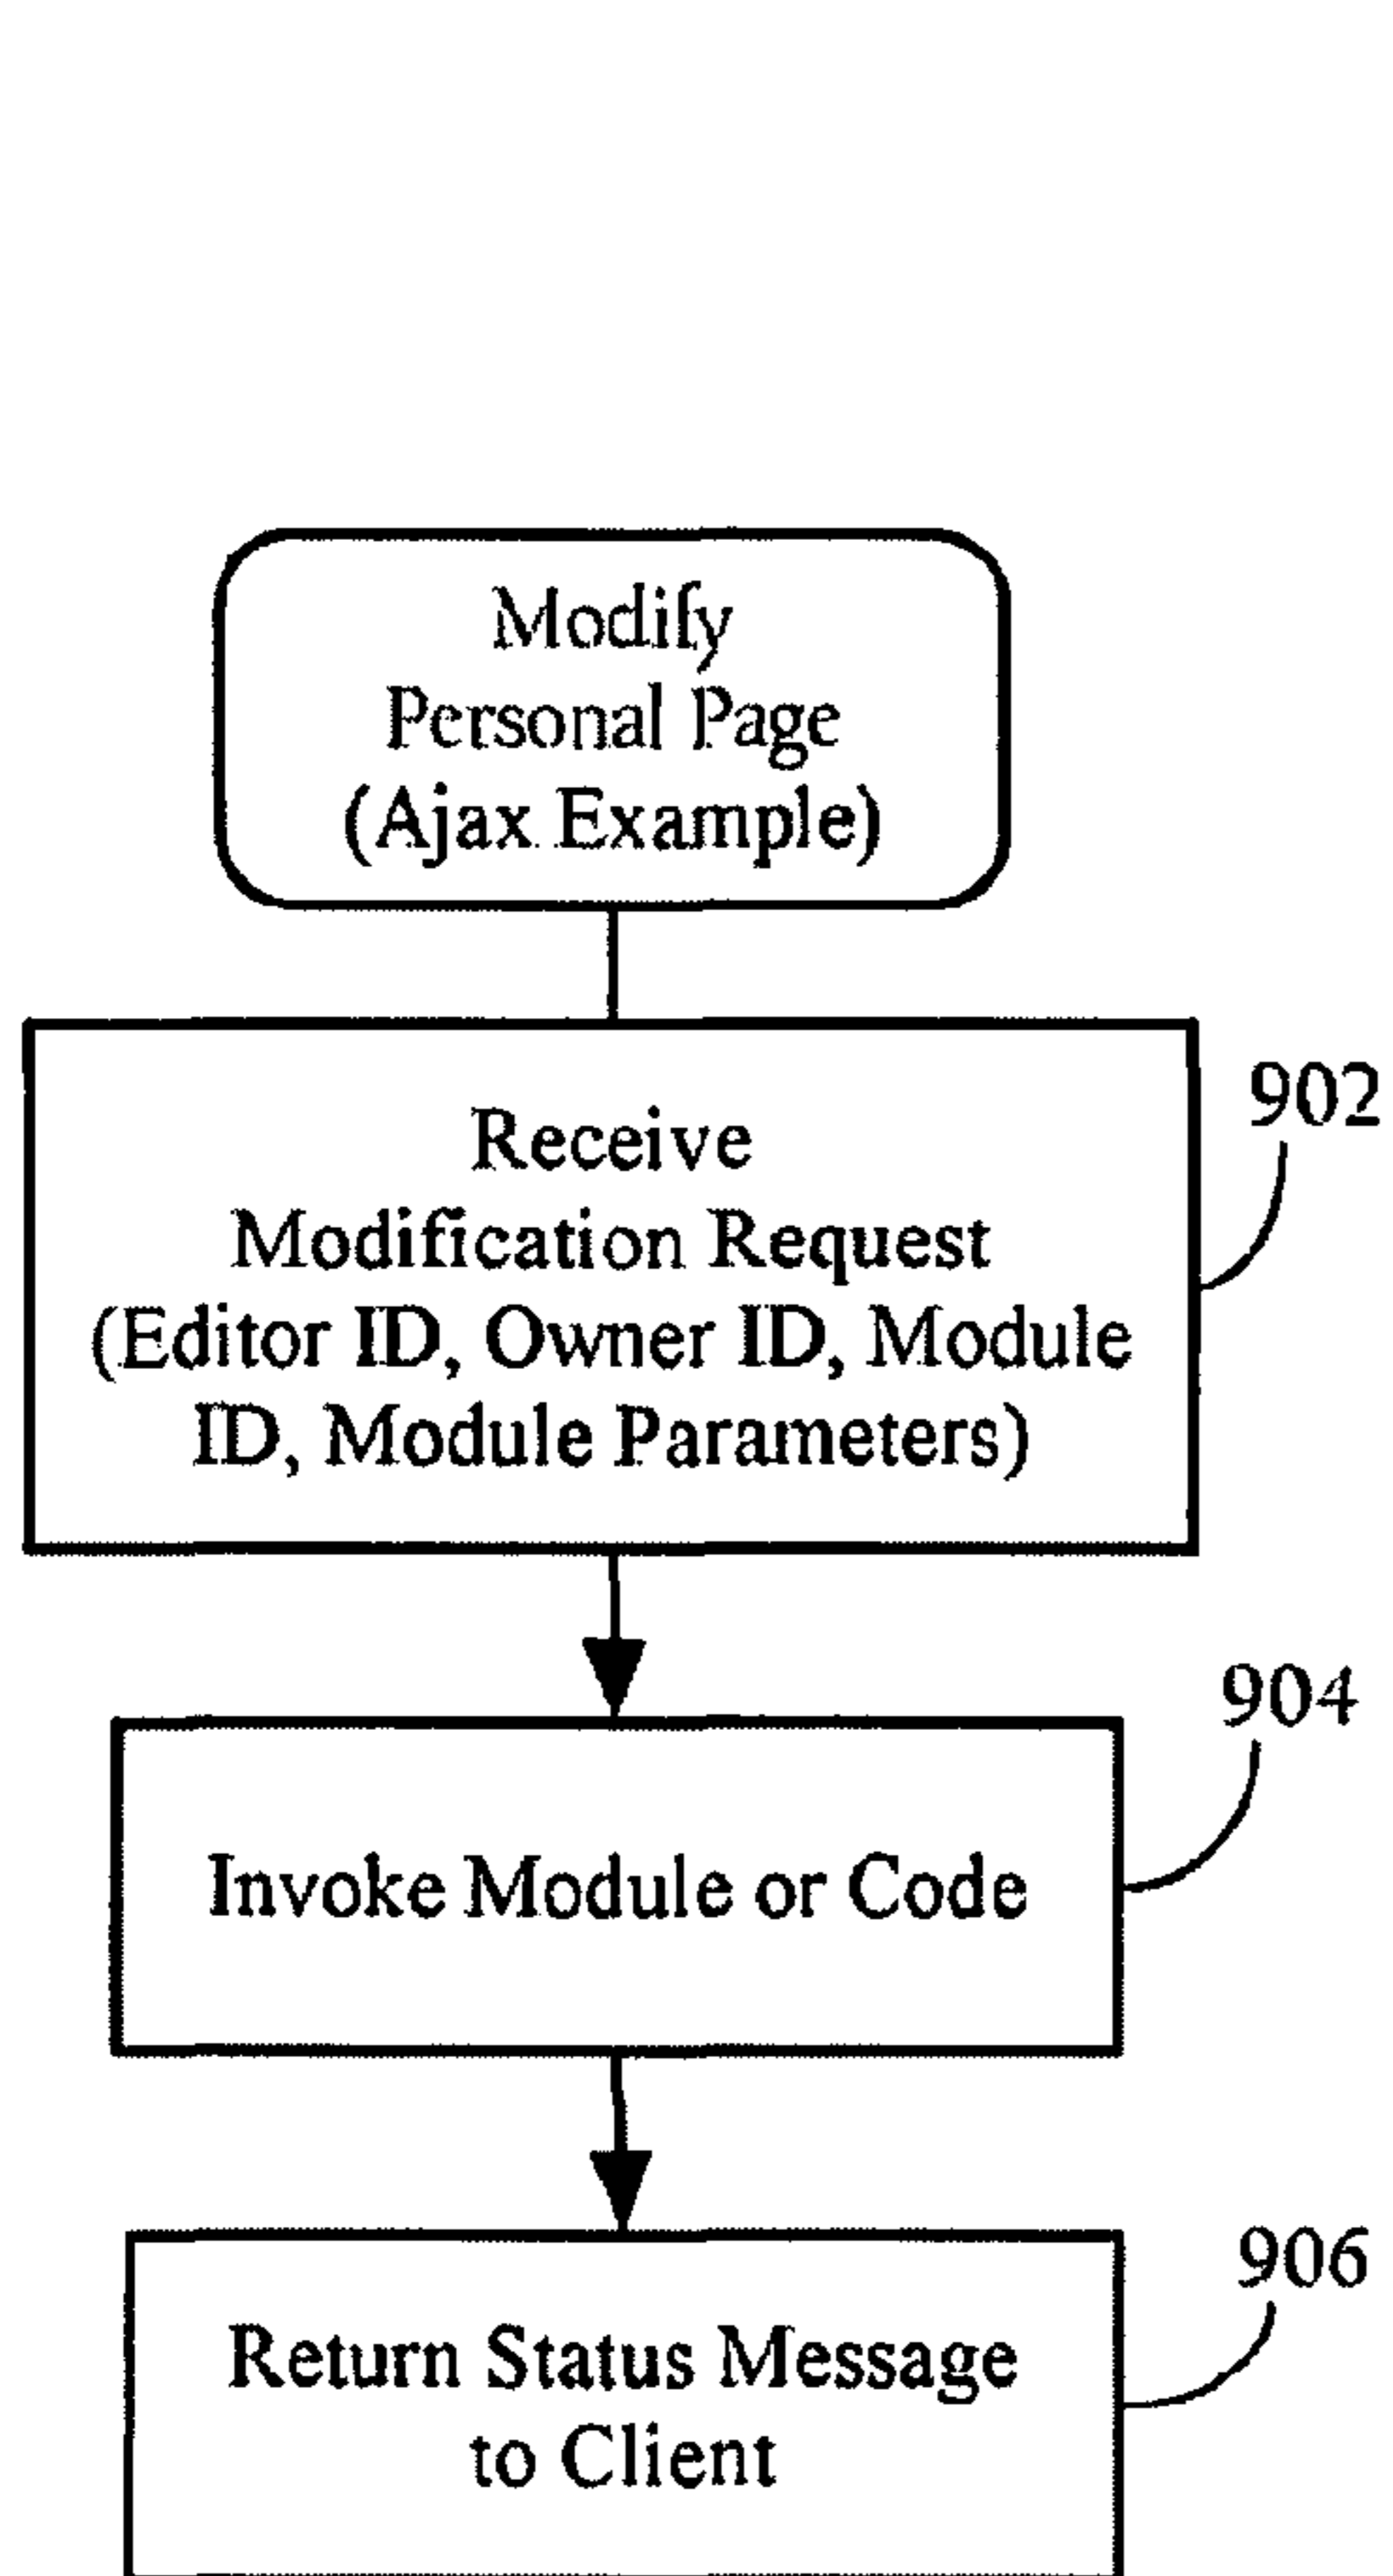 Modify
Personal Page
(Ajax Example)
902
Receive
Modification Request
(Editor ID, Owner ID, Module
ID, Module Parameters)
904
Invoke Module or Code
906
Return Status Message
to Client